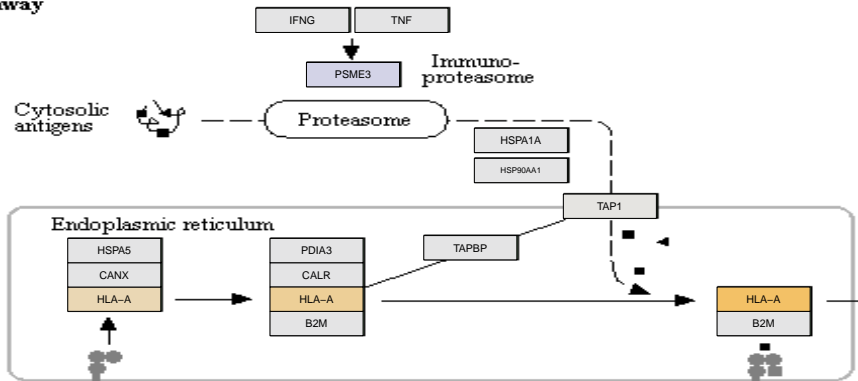 IFNG TNF
PSME3
Immuno-
proteasome
Cytosolic
antigens
Proteasome
HSPA1A
HSP90AA1
TAP1
Endoplasmic reticulum
HSPA5
CANX
HLA−A
PDIA3
CALR
HLA−A
B2M
TAPBP
HLA−A
B2M